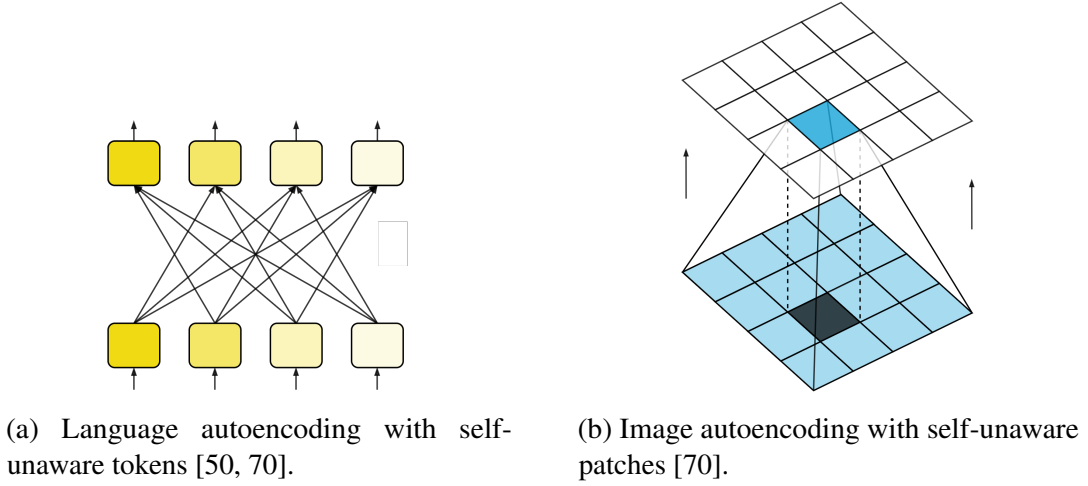 (a) Language autoencoding with self-
unaware tokens [50, 70].
(b) Image autoencoding with self-unaware
patches [70].